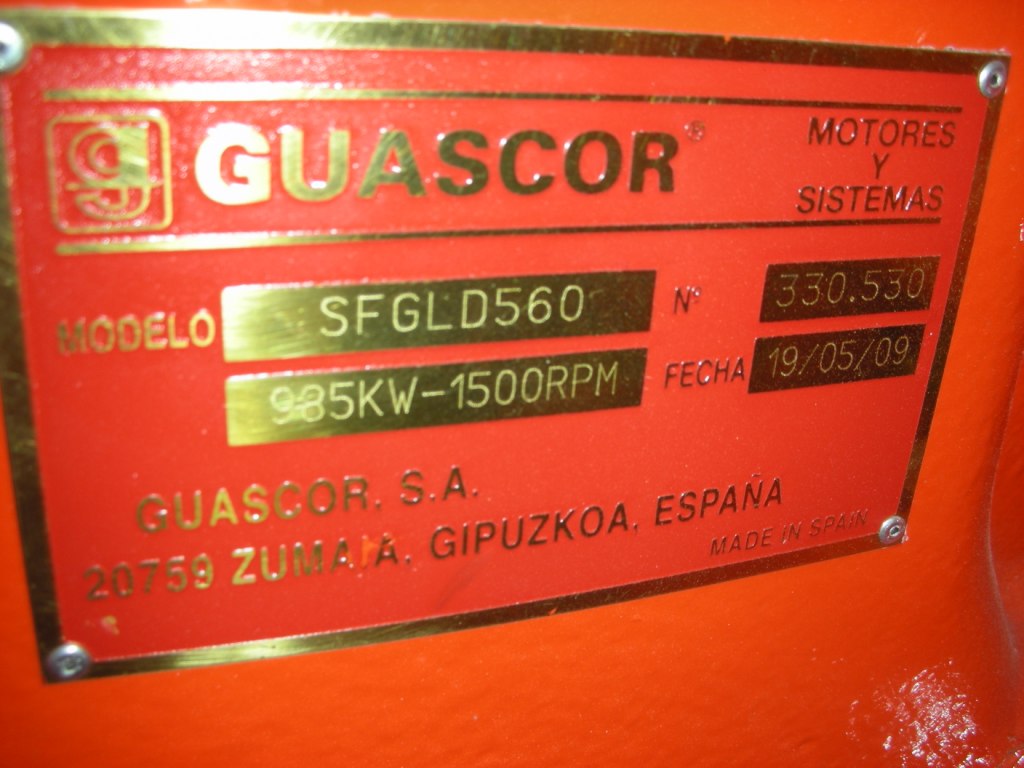 g GUASCOR®
MOTORES
Y
SISTEMAS
MODELO SFGLD560 Nº 330.530
985KW-1500RPM FECHA 19/05/09
GUASCOR, S.A.
20759 ZUMAIA, GIPUZKOA, ESPAÑA
MADE IN SPAIN